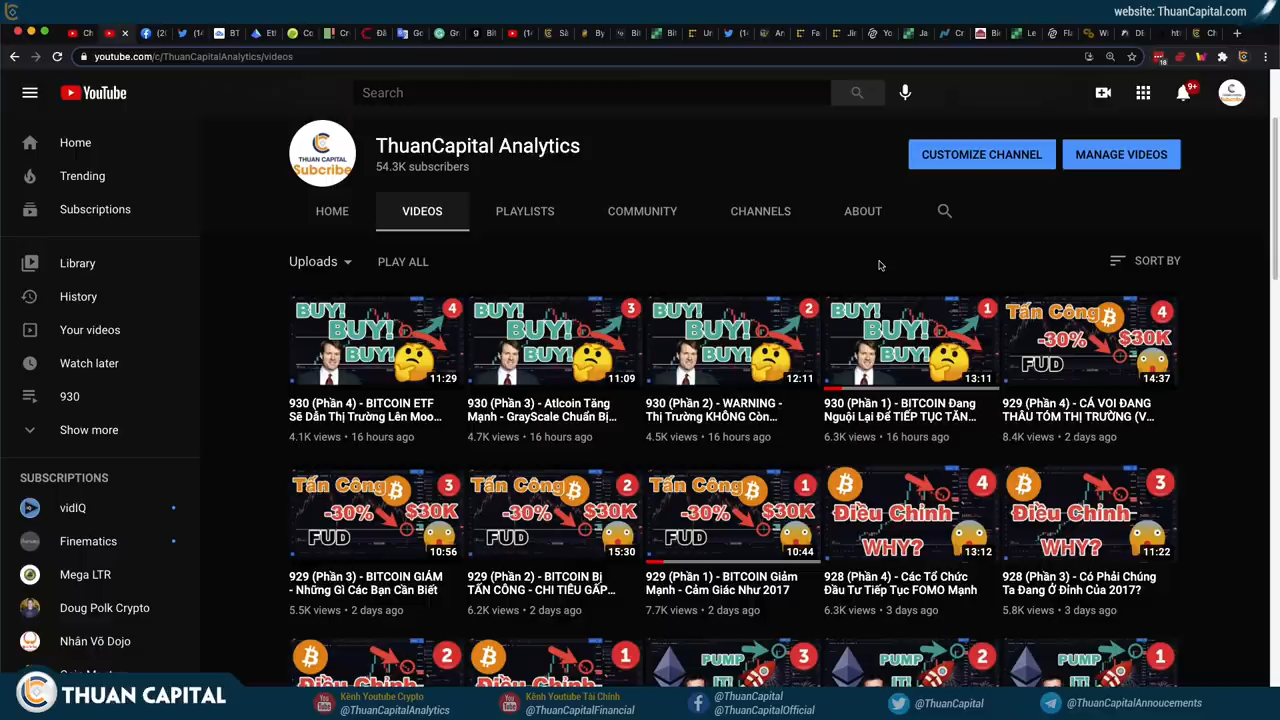 website: ThuanCapital.com
youtube.com/c/ThuanCapitalAnalytics/videos
18
YouTube
Search
9+
Home
Trending
Subscriptions
Library
History
Your videos
Watch later
930
Show more
SUBSCRIPTIONS
vidIQ
Finematics
Mega LTR
Doug Polk Crypto
Nhân Võ Dojo
THUAN CAPITAL
Subcribe
ThuanCapital Analytics
54.3K subscribers
CUSTOMIZE CHANNEL
MANAGE VIDEOS
HOME
VIDEOS
PLAYLISTS
COMMUNITY
CHANNELS
ABOUT
Uploads
PLAY ALL
SORT BY
BUY!
BUY!
BUY!
4
11:29
BUY!
BUY!
BUY!
3
11:09
BUY!
BUY!
BUY!
2
12:11
BUY!
BUY!
BUY!
1
13:11
Tấn Công
-30%
$30K
FUD
4
14:37
930 (Phần 4) - BITCOIN ETF
Sẽ Dẫn Thị Trường Lên Moo...
4.1K views • 16 hours ago
930 (Phần 3) - Atlcoin Tăng
Mạnh - GrayScale Chuẩn Bị...
4.7K views • 16 hours ago
930 (Phần 2) - WARNING -
Thị Trường KHÔNG Còn...
4.5K views • 16 hours ago
930 (Phần 1) - BITCOIN Đang
Nguội Lại Để TIẾP TỤC TĂN...
6.3K views • 16 hours ago
929 (Phần 4) - CÁ VOI ĐANG
THÂU TÓM THỊ TRƯỜNG (V...
8.4K views • 2 days ago
Tấn Công
-30%
$30K
FUD
3
10:56
Tấn Công
-30%
$30K
FUD
2
15:30
Tấn Công
-30%
$30K
FUD
1
10:44
Điều Chỉnh
WHY?
4
13:12
Điều Chỉnh
WHY?
3
11:22
929 (Phần 3) - BITCOIN GIẢM
- Những Gì Các Bạn Cần Biết
5.5K views • 2 days ago
929 (Phần 2) - BITCOIN Bị
TẤN CÔNG - CHI TIÊU GẤP...
6.2K views • 2 days ago
929 (Phần 1) - BITCOIN Giảm
Mạnh - Cảm Giác Như 2017
7.7K views • 2 days ago
928 (Phần 4) - Các Tổ Chức
Đầu Tư Tiếp Tục FOMO Mạnh
6.3K views • 3 days ago
928 (Phần 3) - Có Phải Chúng
Ta Đang Ở Đỉnh Của 2017?
5.8K views • 3 days ago
2
1
PUMP
IT!
3
PUMP
IT!
2
PUMP
IT!
1
THUAN CAPITAL
Kênh Youtube Crypto
@ThuanCapitalAnalytics
Kênh Youtube Tài Chính
@ThuanCapitalFinancial
@ThuanCapital
@ThuanCapitalOfficial
@ThuanCapital
@ThuanCapitalAnnoucements